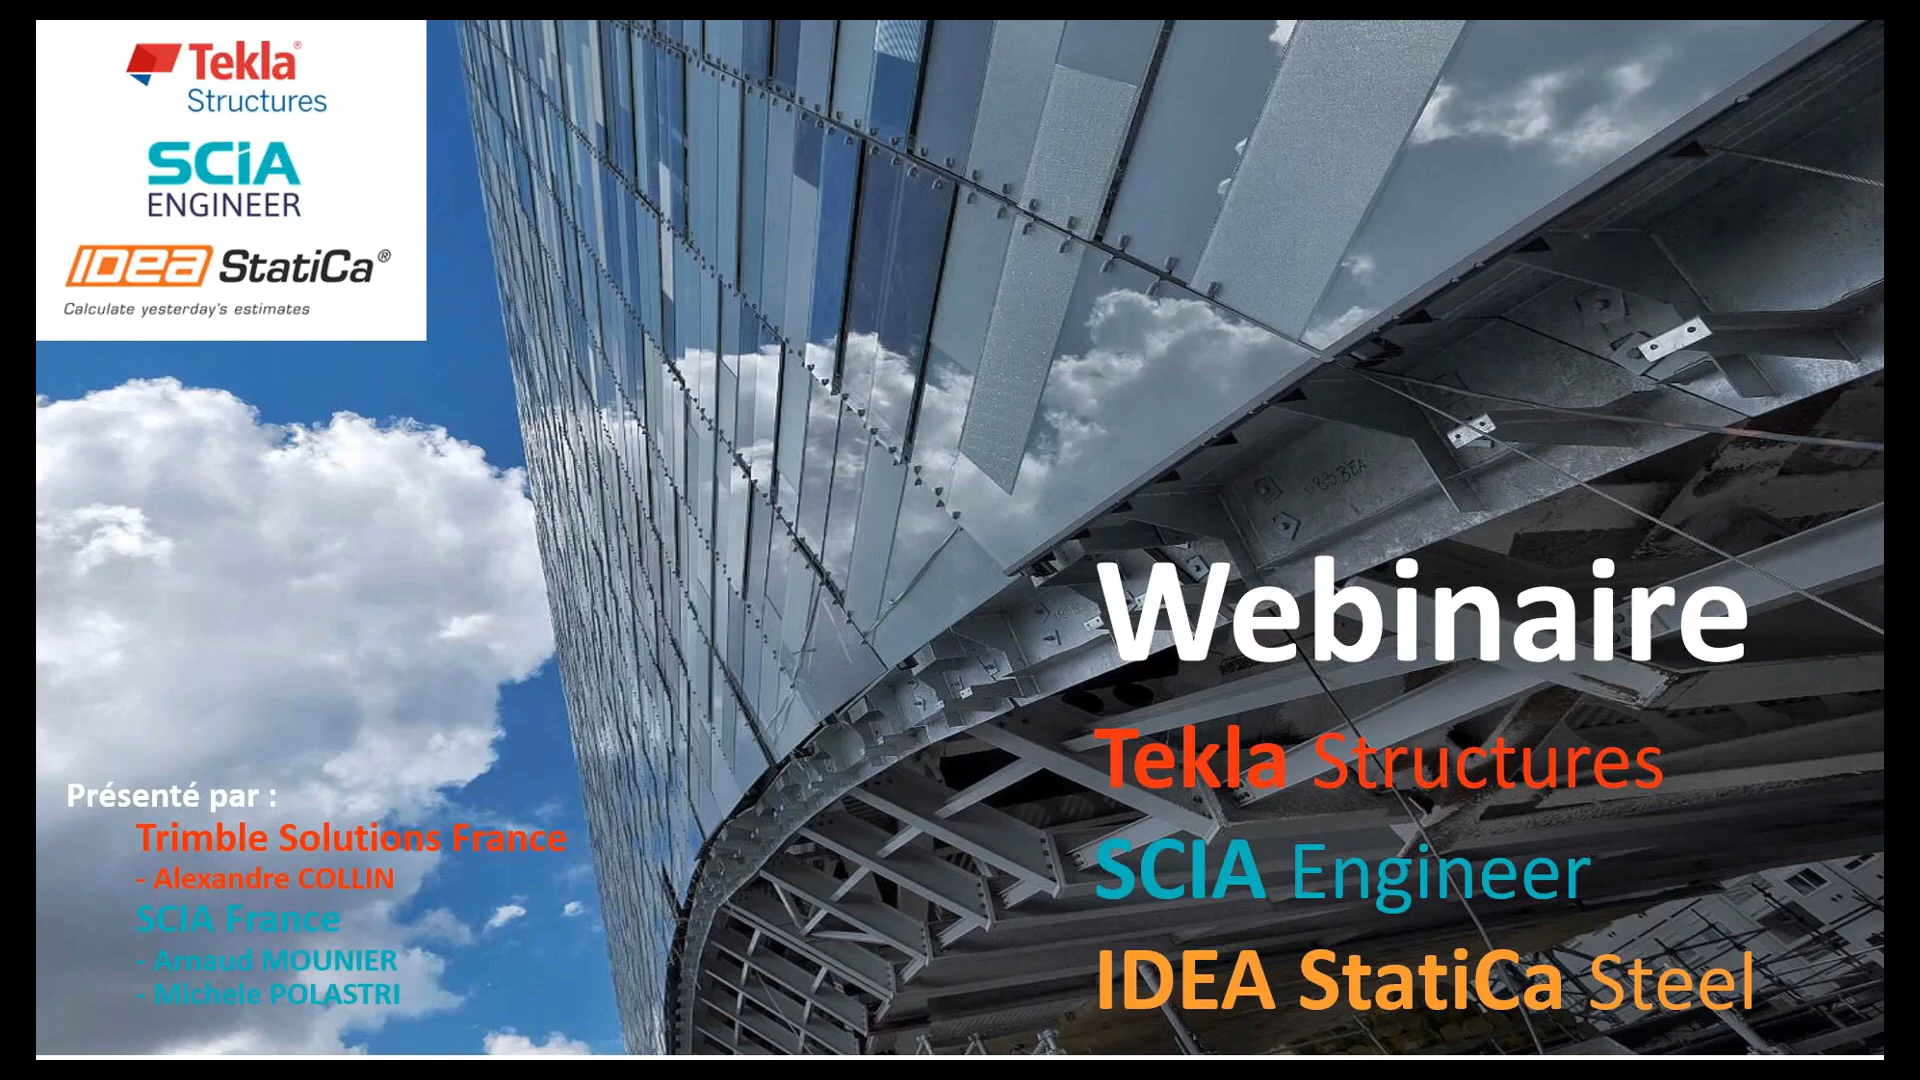 Tekla®
Structures
SCiA
ENGINEER
IDEA StatiCa®
Calculate yesterday's estimates
Webinaire
Tekla Structures
SCIA Engineer
IDEA StatiCa Steel
Présenté par :
Trimble Solutions France
- Alexandre COLLIN
SCIA France
- Arnaud MOUNIER
- Michele POLASTRI